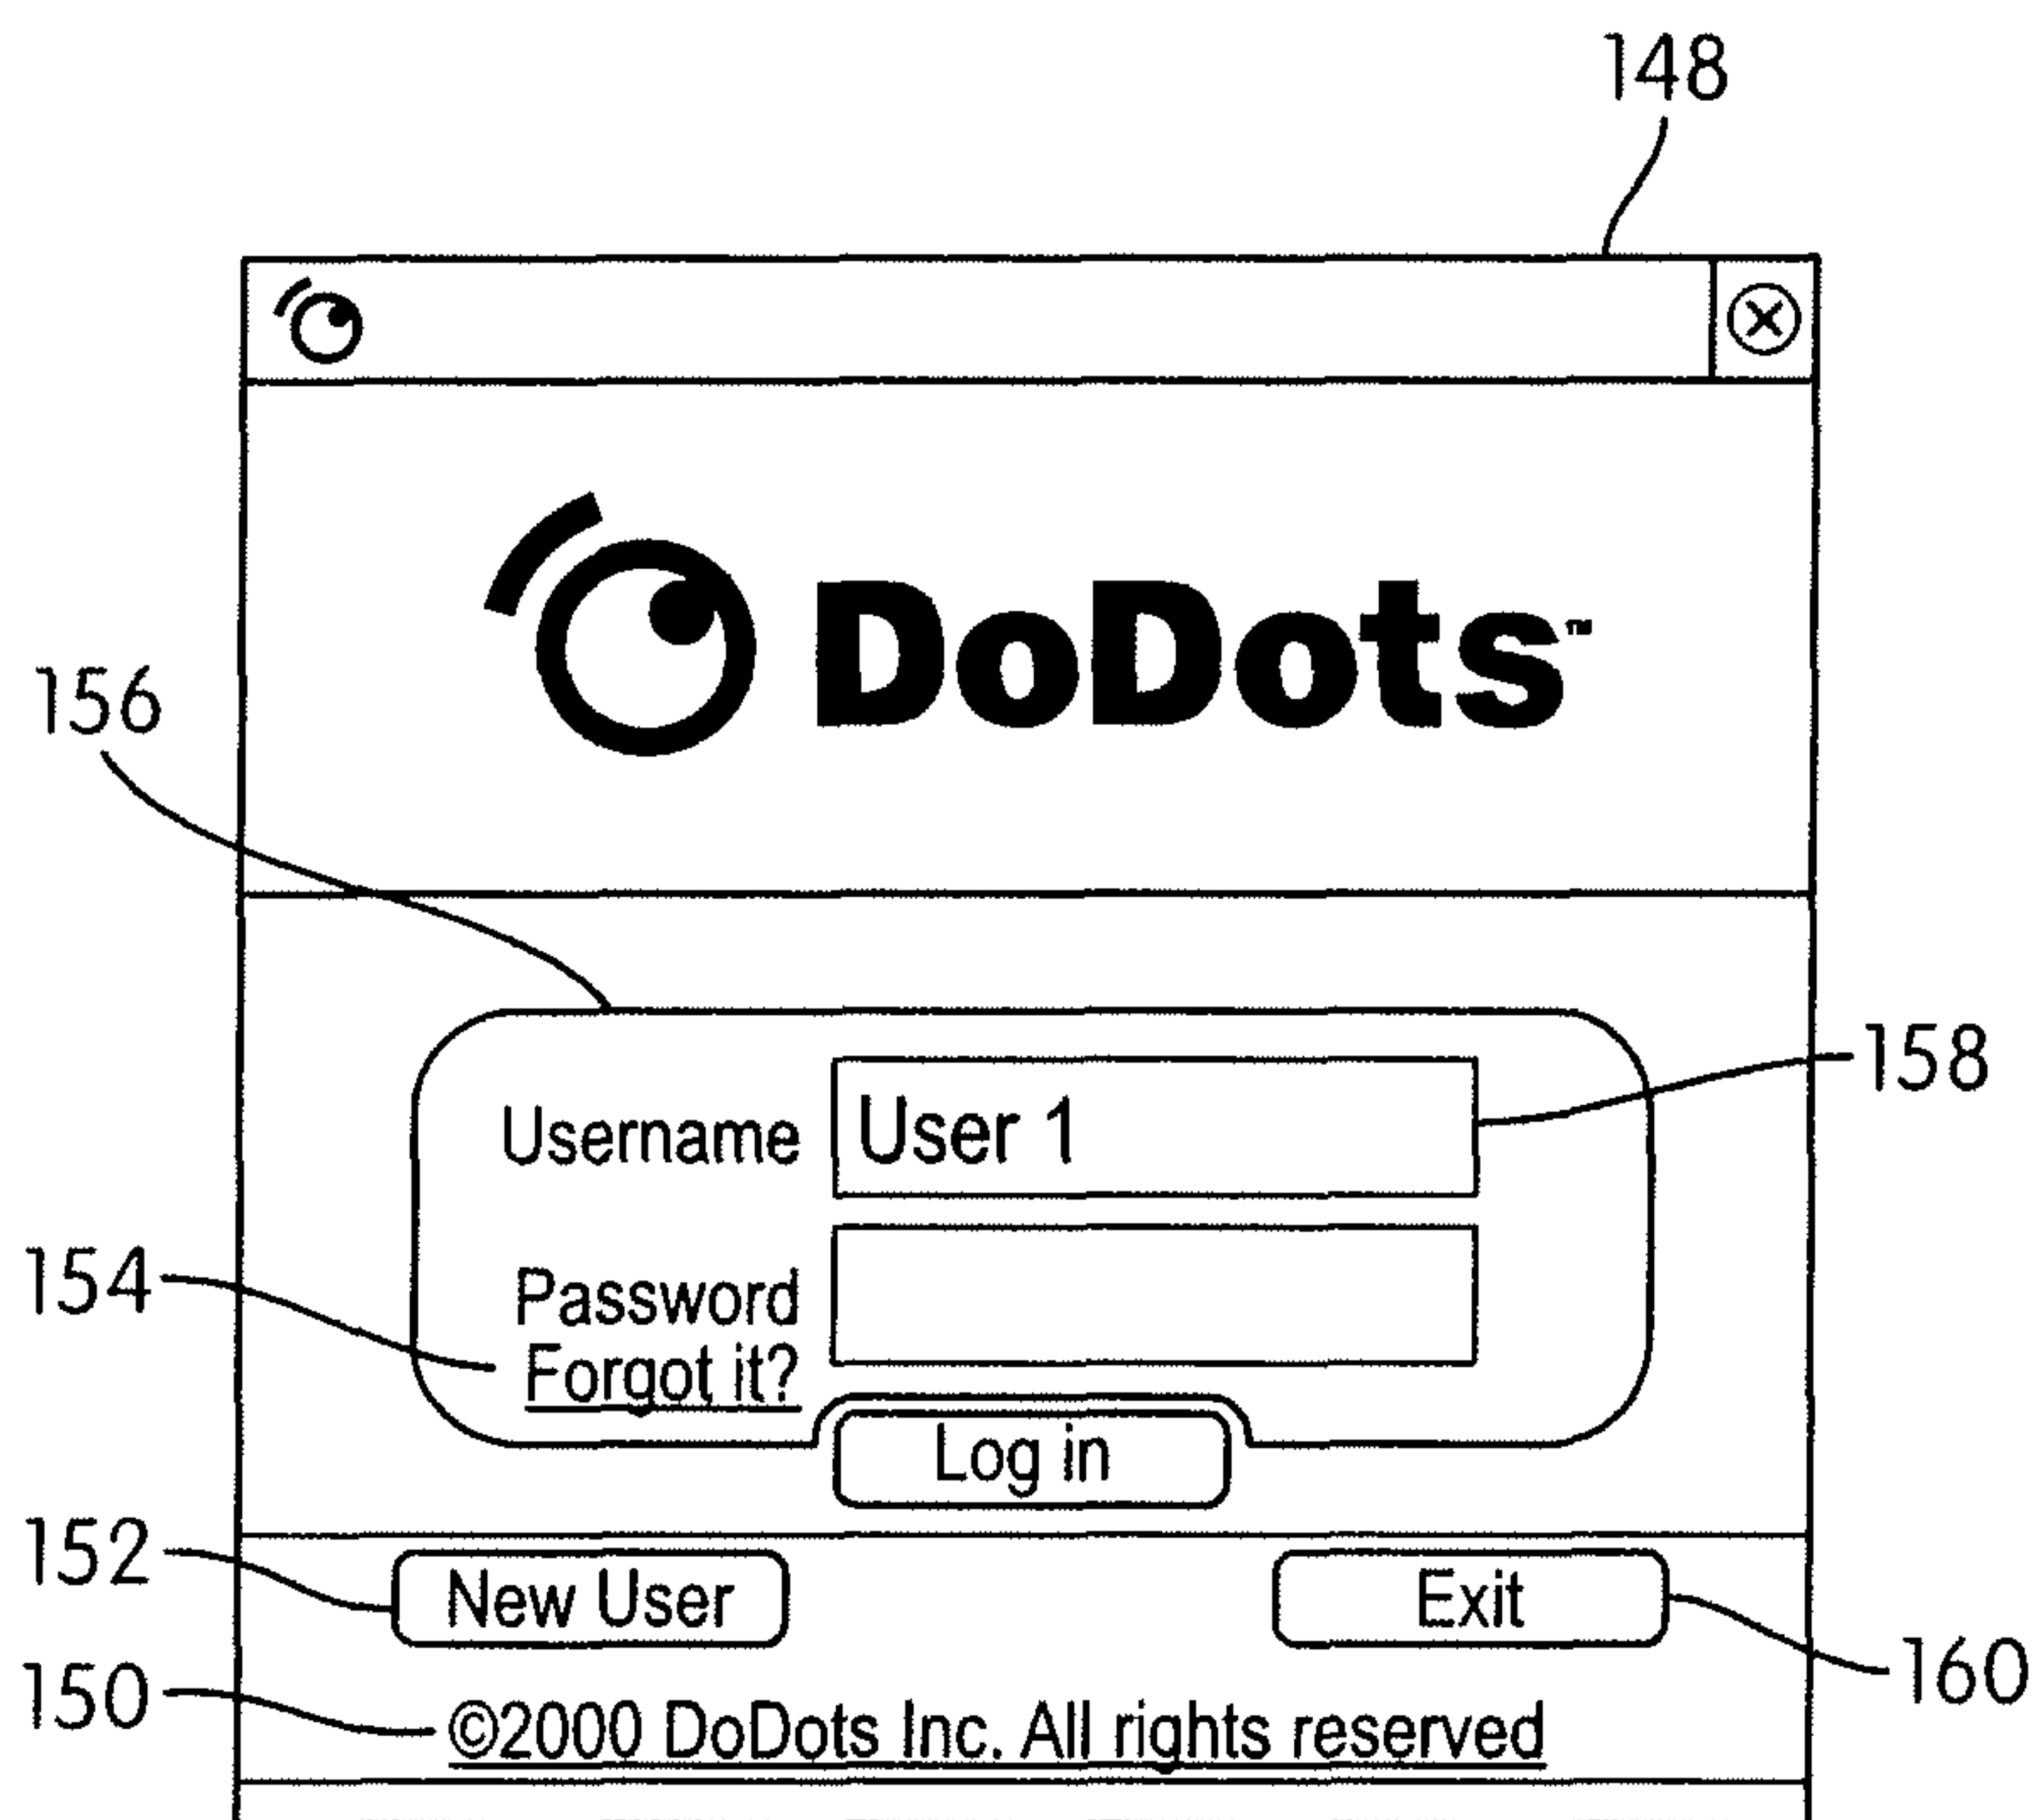 148
DoDots™
156
Username User 1 158
154 Password
Forgot it?
Log in
152 New User Exit
150 ©2000 DoDots Inc. All rights reserved 160